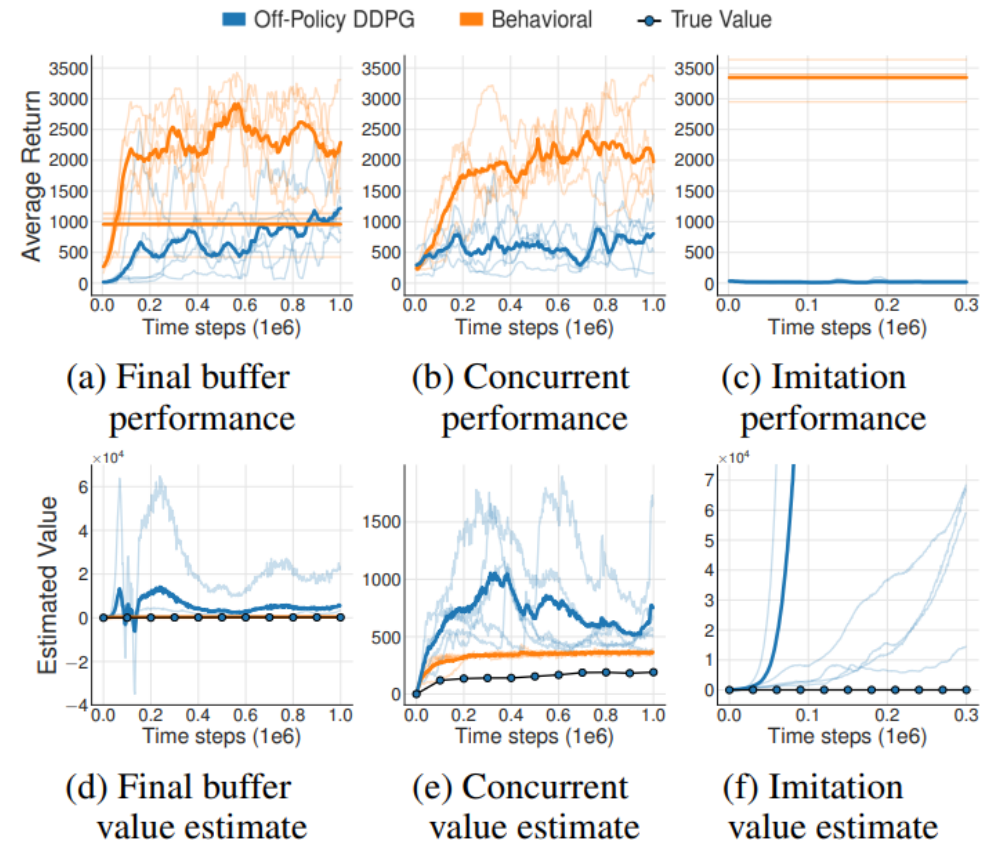 Off-Policy DDPG Behavioral True Value
Average Return
3500
3000
2500
2000
1500
1000
500
0
0.0 0.2 0.4 0.6 0.8 1.0
Time steps (1e6)
3500
3000
2500
2000
1500
1000
500
0
0.0 0.2 0.4 0.6 0.8 1.0
Time steps (1e6)
3500
3000
2500
2000
1500
1000
500
0
0.0 0.1 0.2 0.3
Time steps (1e6)
(a) Final buffer
performance
(b) Concurrent
performance
(c) Imitation
performance
Estimated Value
×10⁴
6
4
2
0
−2
−4
0.0 0.2 0.4 0.6 0.8 1.0
Time steps (1e6)
1500
1000
500
0
0.0 0.2 0.4 0.6 0.8 1.0
Time steps (1e6)
×10⁴
7
6
5
4
3
2
1
0
0.0 0.1 0.2 0.3
Time steps (1e6)
(d) Final buffer
value estimate
(e) Concurrent
value estimate
(f) Imitation
value estimate